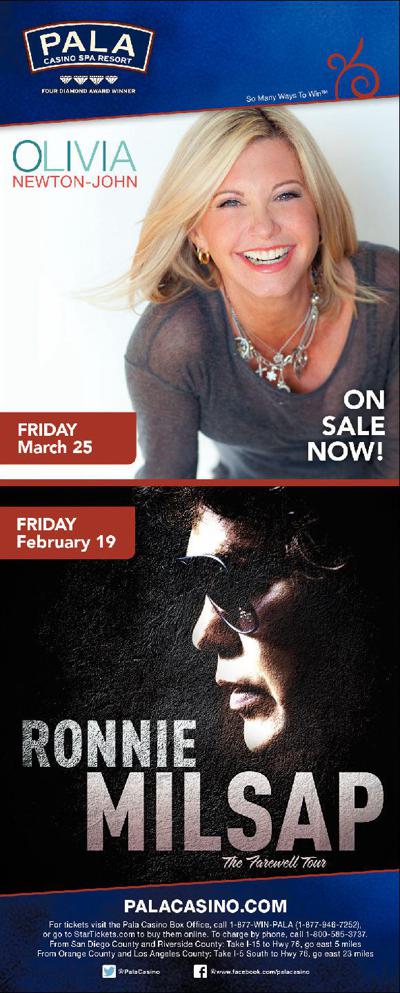 PALA
CASINO SPA RESORT
FOUR DIAMOND AWARD WINNER
So Many Ways To Win™
OLIVIA
NEWTON-JOHN
ON
SALE
NOW!
FRIDAY
March 25
FRIDAY
February 19
RONNIE
MILSAP
The Farewell Tour
PALACASINO.COM
For tickets visit the Pala Casino Box Office, call 1-877-WIN-PALA (1-877-946-7252),
or go to StarTickets.com to buy them online. To charge by phone, call 1-800-585-3737.
From San Diego County and Riverside County: Take I-15 to Hwy 76, go east 5 miles
From Orange County and Los Angeles County: Take I-5 South to Hwy 76, go east 23 miles
@PalaCasino
@www.facebook.com/palacasino